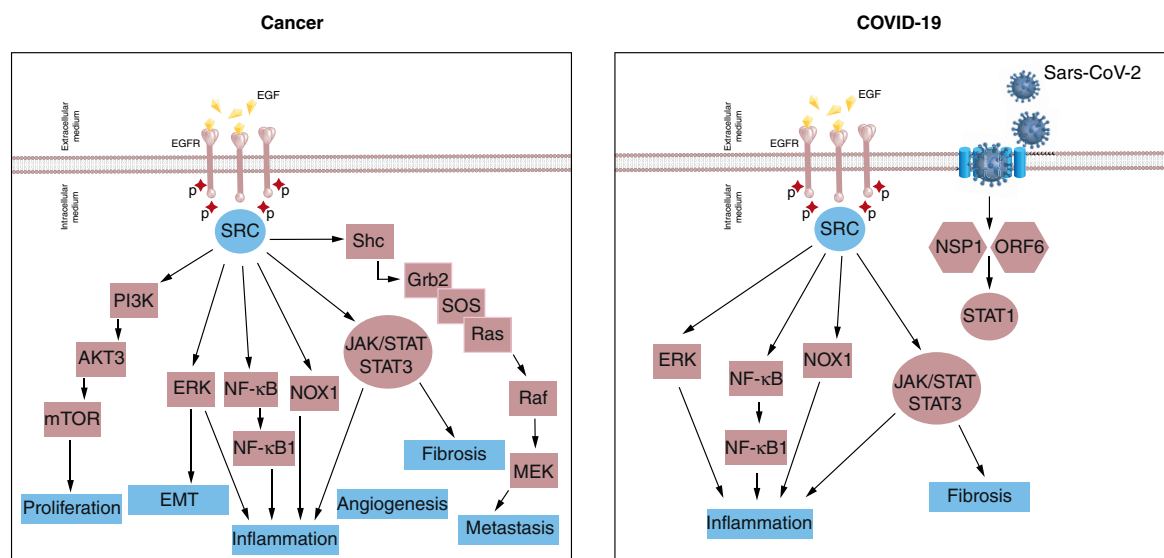 Cancer
EGF
EGFR
Extracellular
medium
Intracellular
medium
p
p
p
p
SRC
Shc
Grb2
SOS
Ras
PI3K
JAK/STAT
STAT3
AKT3
ERK
NF-κB
NOX1
Raf
mTOR
NF-κB1
Fibrosis
MEK
Proliferation
EMT
Angiogenesis
Inflammation
Metastasis
COVID-19
Sars-CoV-2
EGF
EGFR
Extracellular
medium
Intracellular
medium
p
p
p
p
SRC
NSP1
ORF6
STAT1
ERK
NF-κB
NOX1
JAK/STAT
STAT3
NF-κB1
Fibrosis
Inflammation